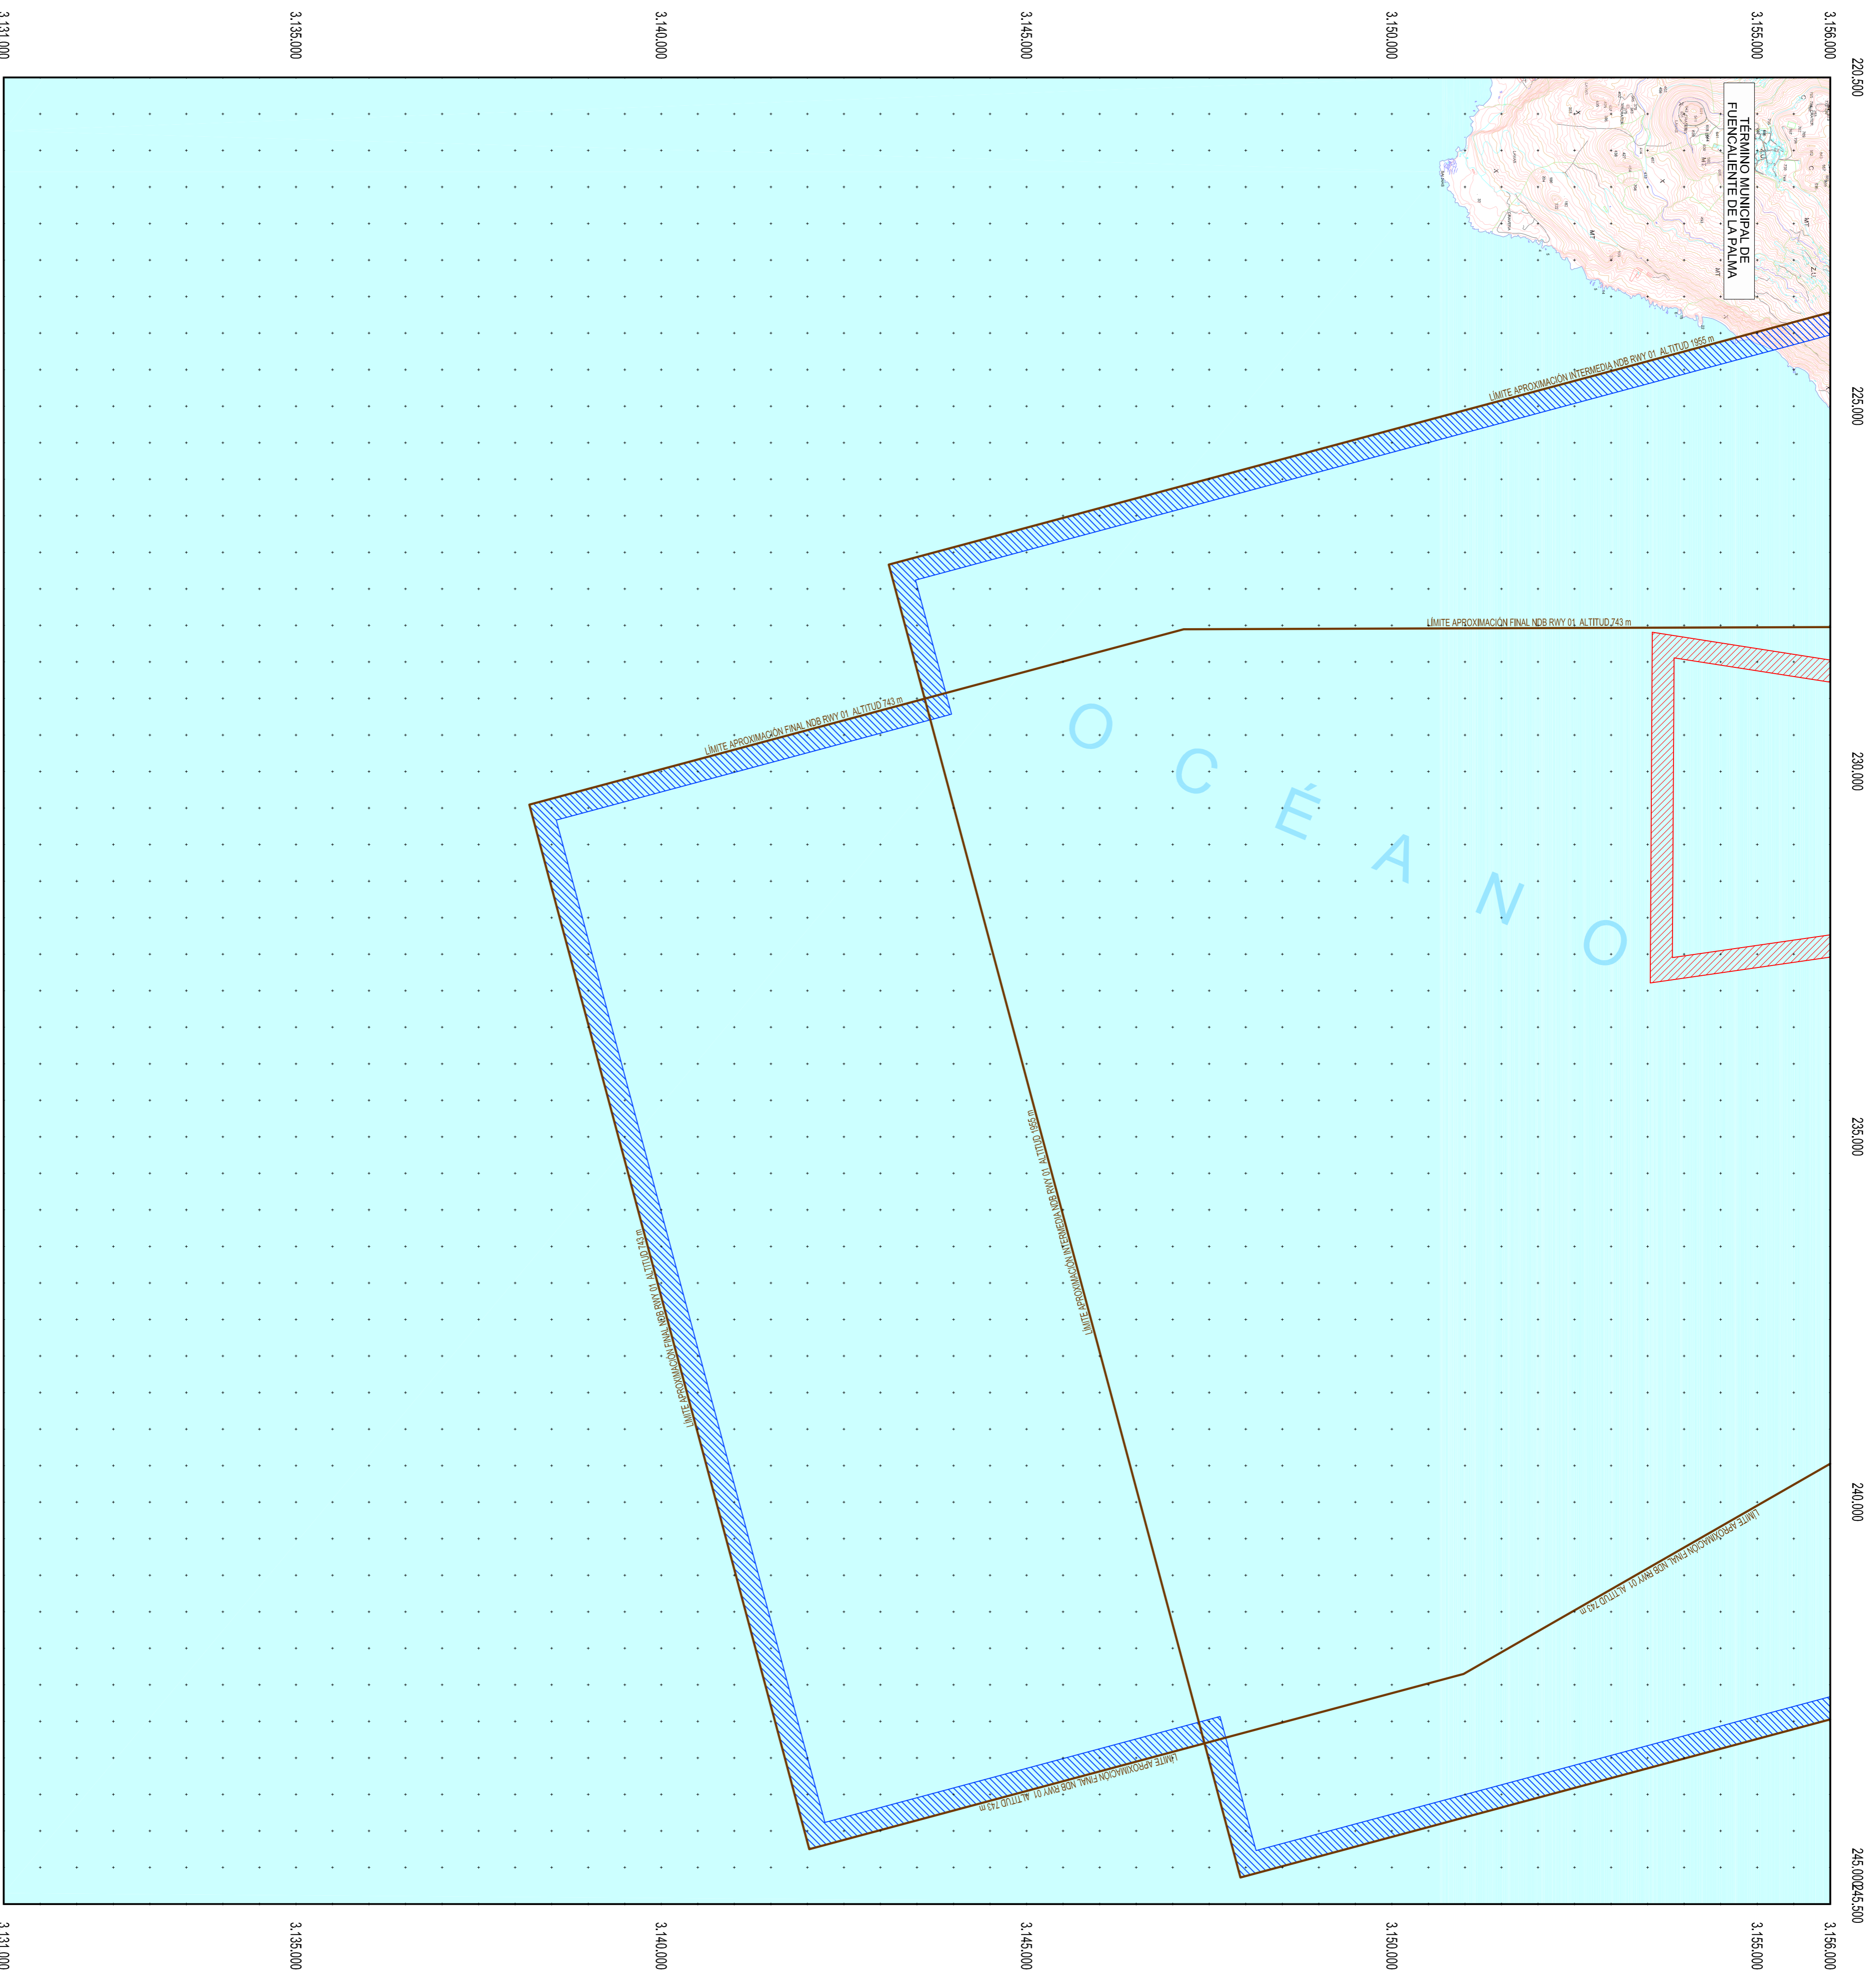 220.500
225.000
230.000
235.000
240.000
245.000
245.500
3.156.000
3.155.000
3.150.000
3.145.000
3.140.000
3.135.000
3.131.000
TÉRMINO MUNICIPAL DE
FUENCALIENTE DE LA PALMA
LÍMITE APROXIMACIÓN INTERMEDIA NDB RWY 01 ALTITUD 1955 m
LÍMITE APROXIMACIÓN FINAL NDB RWY 01 ALTITUD 743 m
LÍMITE APROXIMACIÓN FINAL NDB RWY 01 ALTITUD 743 m
OCÉANO
LÍMITE APROXIMACIÓN INTERMEDIA NDB RWY 01 ALTITUD 1955 m
LÍMITE APROXIMACIÓN FINAL NDB RWY 01 ALTITUD 743 m
LÍMITE APROXIMACIÓN FINAL NDB RWY 01 ALTITUD 743 m
LÍMITE APROXIMACIÓN FINAL NDB RWY 01 ALTITUD 743 m
MT
MT
MT
Z.U.
X
X
X
3.156.000
3.155.000
3.150.000
3.145.000
3.140.000
3.135.000
3.131.000